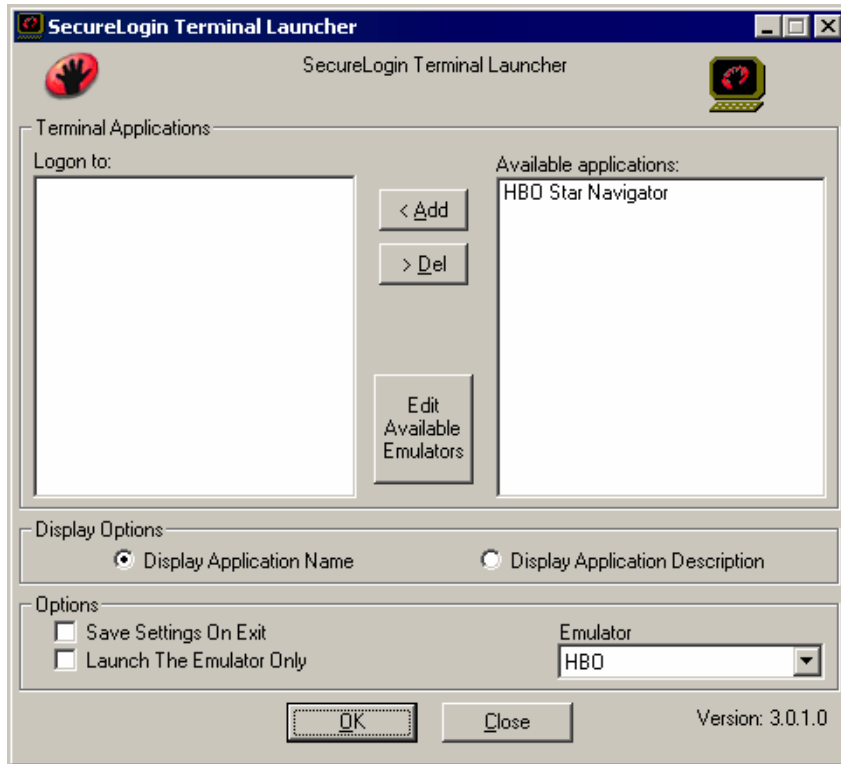 SecureLogin Terminal Launcher
SecureLogin Terminal Launcher
Terminal Applications
Logon to:
Available applications:
HBO Star Navigator
< Add
> Del
Edit
Available
Emulators
Display Options
Display Application Name
Display Application Description
Options
Save Settings On Exit
Launch The Emulator Only
Emulator
HBO
OK
Close
Version: 3.0.1.0